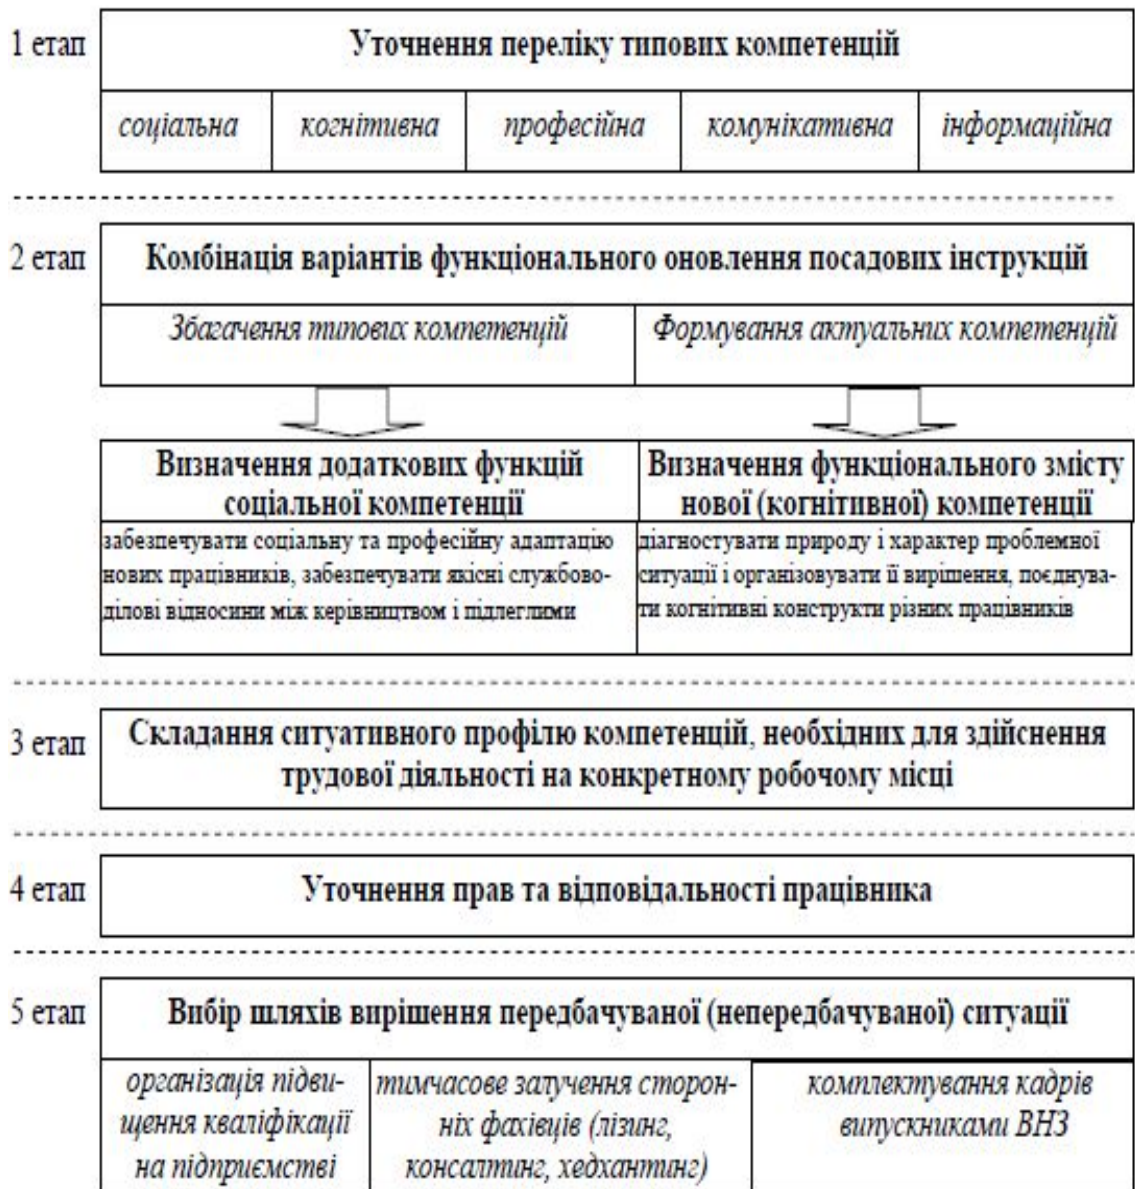 1 етап
Уточнення переліку типових компетенцій
соціальна
когнітивна
професійна
комунікативна
інформаційна
2 етап
Комбінація варіантів функціонального оновлення посадових інструкцій
Збагачення типових компетенцій
Формування актуальних компетенцій
Визначення додаткових функцій
соціальної компетенції
Визначення функціонального змісту
нової (когнітивної) компетенції
забезпечувати соціальну та професійну адаптацію
нових працівників, забезпечувати якісні службово-
ділові відносини між керівництвом і підлеглими
діагностувати природу і характер проблемної
ситуації і організовувати її вирішення, поєднува-
ти когнітивні конструкти різних працівників
3 етап
Складання ситуативного профілю компетенцій, необхідних для здійснення
трудової діяльності на конкретному робочому місці
4 етап
Уточнення прав та відповідальності працівника
5 етап
Вибір шляхів вирішення передбачуваної (непередбачуваної) ситуації
організація підви-
щення кваліфікації
на підприємстві
тимчасове залучення сторон-
ніх фахівців (лізинг,
консалтинг, хедхантинг)
комплектування кадрів
випускниками ВНЗ